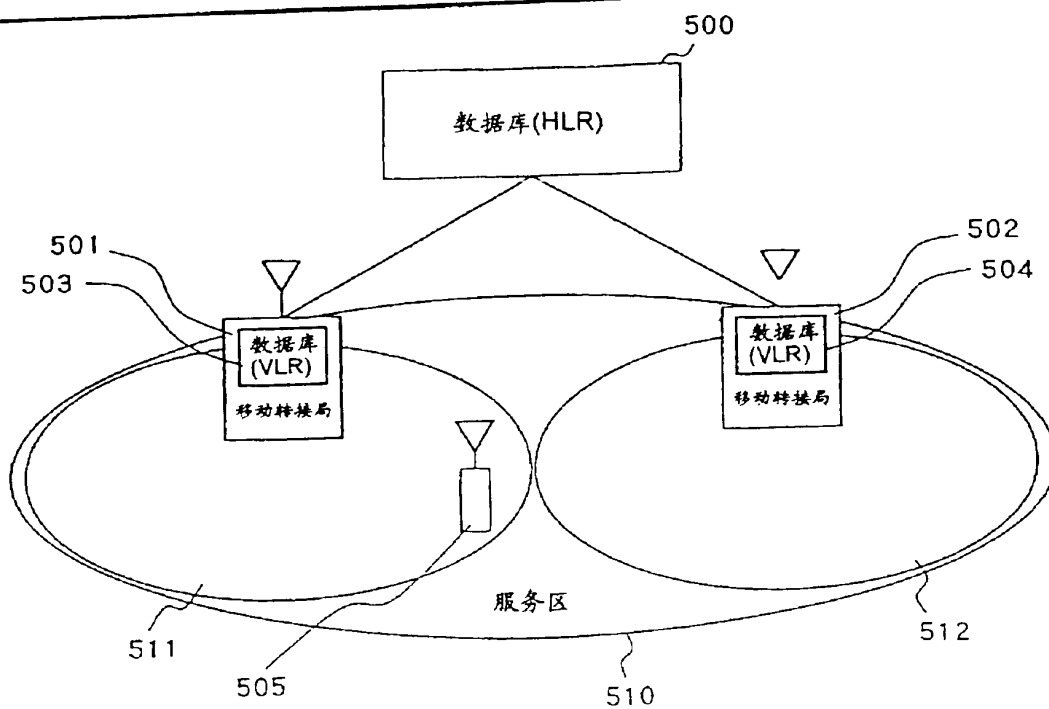 500
数据库(HLR)
501
503
502
504
数据库
(VLR)
移动转接局
数据库
(VLR)
移动转接局
服务区
511
505
510
512